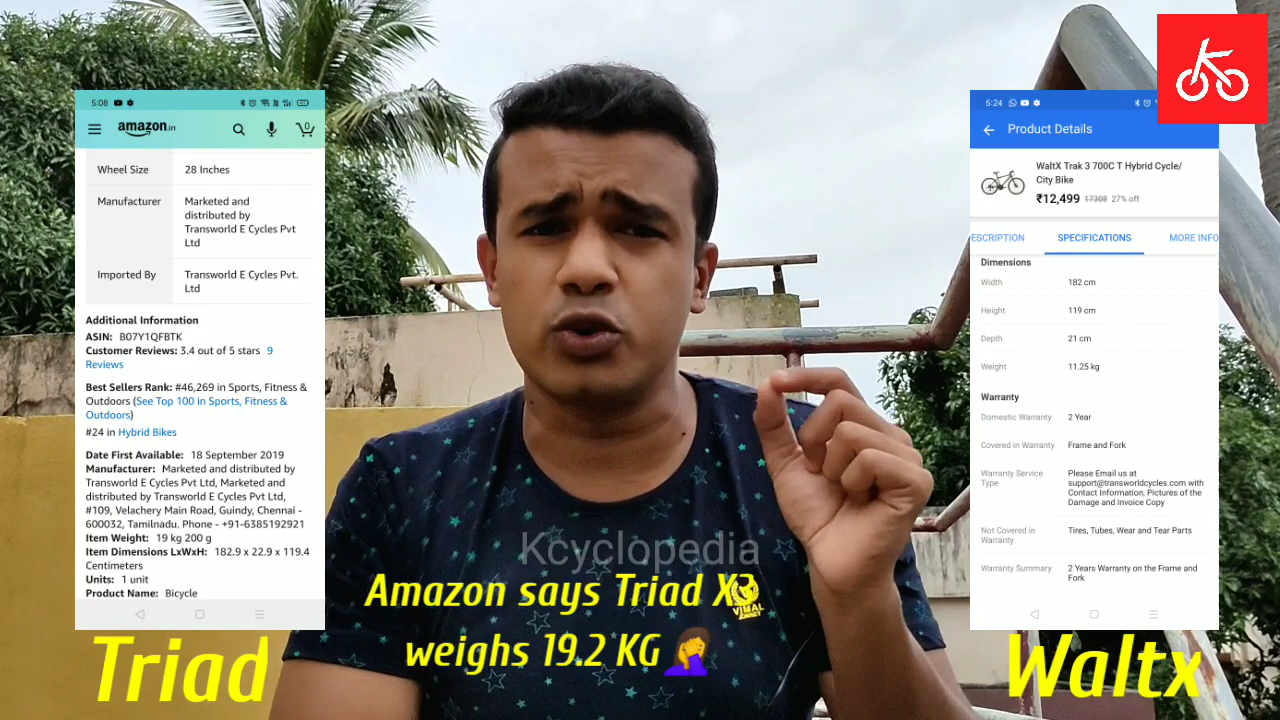 5:08
amazon.in
0
Wheel Size 28 Inches
Manufacturer Marketed and
distributed by
Transworld E Cycles Pvt
Ltd
Imported By Transworld E Cycles Pvt.
Ltd
Additional Information
ASIN: B07Y1QFBTK
Customer Reviews: 3.4 out of 5 stars 9
Reviews
Best Sellers Rank: #46,269 in Sports, Fitness &
Outdoors (See Top 100 in Sports, Fitness &
Outdoors)
#24 in Hybrid Bikes
Date First Available: 18 September 2019
Manufacturer: Marketed and distributed by
Transworld E Cycles Pvt Ltd, Marketed and
distributed by Transworld E Cycles Pvt Ltd,
#109, Velachery Main Road, Guindy, Chennai -
600032, Tamilnadu. Phone - +91-6385192921
Item Weight: 19 kg 200 g
Item Dimensions LxWxH: 182.9 x 22.9 x 119.4
Centimeters
Units: 1 unit
Product Name: Bicycle
Triad
Kcyclopedia
Amazon says Triad X3
weighs 19.2 KG
VIMAL
5:24
Product Details
WaltX Trak 3 700C T Hybrid Cycle/
City Bike
₹12,499 17308 27% off
ESCRIPTION SPECIFICATIONS MORE INFO
Dimensions
Width 182 cm
Height 119 cm
Depth 21 cm
Weight 11.25 kg
Warranty
Domestic Warranty 2 Year
Covered in Warranty Frame and Fork
Warranty Service Please Email us at
Type support@transworldcycles.com with
Contact Information, Pictures of the
Damage and Invoice Copy
Not Covered in Tires, Tubes, Wear and Tear Parts
Warranty
Warranty Summary 2 Years Warranty on the Frame and
Fork
Waltx